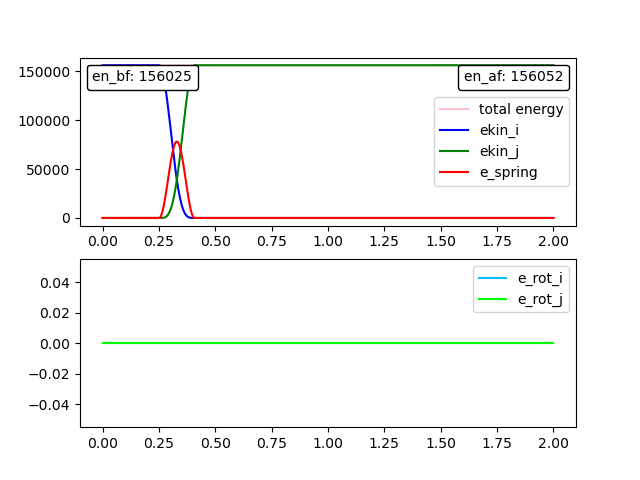 en_bf: 156025
en_af: 156052
150000
100000
50000
0
total energy
ekin_i
ekin_j
e_spring
0.00 0.25 0.50 0.75 1.00 1.25 1.50 1.75 2.00
0.04
0.02
0.00
−0.02
−0.04
e_rot_i
e_rot_j
0.00 0.25 0.50 0.75 1.00 1.25 1.50 1.75 2.00